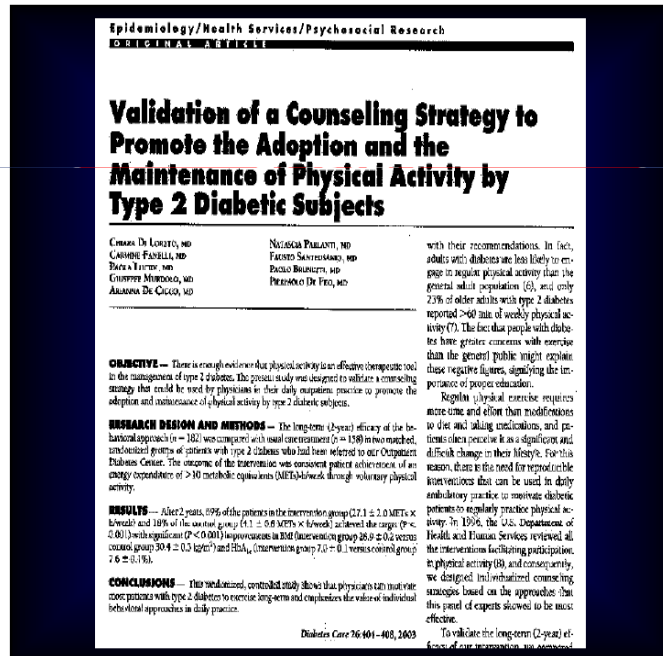 Epidemiology/Health Services/Psychosocial Research
ORIGINAL ARTICLE
Validation of a Counseling Strategy to
Promote the Adoption and the
Maintenance of Physical Activity by
Type 2 Diabetic Subjects
CHIARA DI LORETO, MD
CARMINE FANELLI, MD
PAOLA LUCIDI, MD
GIUSEPPE MURDOLO, MD
ARIANNA DE CICCO, MD
NATASCIA PARLANTI, MD
FAUSTO SANTEUSANIO, MD
PAOLO BRUNETTI, MD
PIERPAOLO DE FEO, MD
OBJECTIVE — There is enough evidence that physical activity is an effective therapeutic tool
in the management of type 2 diabetes. The present study was designed to validate a counseling
strategy that could be used by physicians in their daily outpatient practice to promote the
adoption and maintenance of physical activity by type 2 diabetic subjects.
RESEARCH DESIGN AND METHODS — The long-term (2-year) efficacy of the be-
havioral approach (n = 182) was compared with usual care treatment (n = 158) in two matched,
randomized groups of patients with type 2 diabetes who had been referred to our Outpatient
Diabetes Center. The outcome of the intervention was consistent patient achievement of an
energy expenditure of >10 metabolic equivalents (METs)-h/week through voluntary physical
activity.
RESULTS — After 2 years, 69% of the patients in the intervention group (27.1 ± 2.0 METs ×
h/week) and 18% of the control group (4.1 ± 0.8 METs × h/week) achieved the target (P <
0.001) with significant (P < 0.001) improvements in BMI (intervention group 28.9 ± 0.2 versus
control group 30.4 ± 0.3 kg/m²) and HbA1c (intervention group 7.0 ± 0.1 versus control group
7.6 ± 0.1%).
CONCLUSIONS — This randomized, controlled study shows that physicians can motivate
most patients with type 2 diabetes to exercise long-term and emphasizes the value of individual
behavioral approaches in daily practice.
Diabetes Care 26:404–408, 2003
with their recommendations. In fact,
adults with diabetes are less likely to en-
gage in regular physical activity than the
general adult population (6), and only
23% of older adults with type 2 diabetes
reported >60 min of weekly physical ac-
tivity (7). The fact that people with diabe-
tes have greater concerns with exercise
than the general public might explain
these negative figures, signifying the im-
portance of proper education.
Regular physical exercise requires
more time and effort than modifications
to diet and taking medications, and pa-
tients often perceive it as a significant and
difficult change in their lifestyle. For this
reason, there is the need for reproducible
interventions that can be used in daily
ambulatory practice to motivate diabetic
patients to regularly practice physical ac-
tivity. In 1996, the U.S. Department of
Health and Human Services reviewed all
the interventions facilitating participation
in physical activity (8), and consequently,
we designed individualized counseling
strategies based on the approaches that
this panel of experts showed to be most
effective.
To validate the long-term (2-year) ef-
ficacy of our intervention, we compared